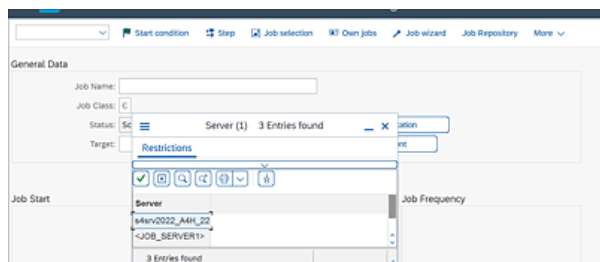 Start condition Step Job selection Own jobs Job wizard Job Repository More
General Data
Job Name:
Job Class: C
Status: Sc
Server (1) 3 Entries found
Target:
Restrictions
Job Start
Job Frequency
Server
s4srv2022_A4H_22
<JOB_SERVER1>
3 Entries found